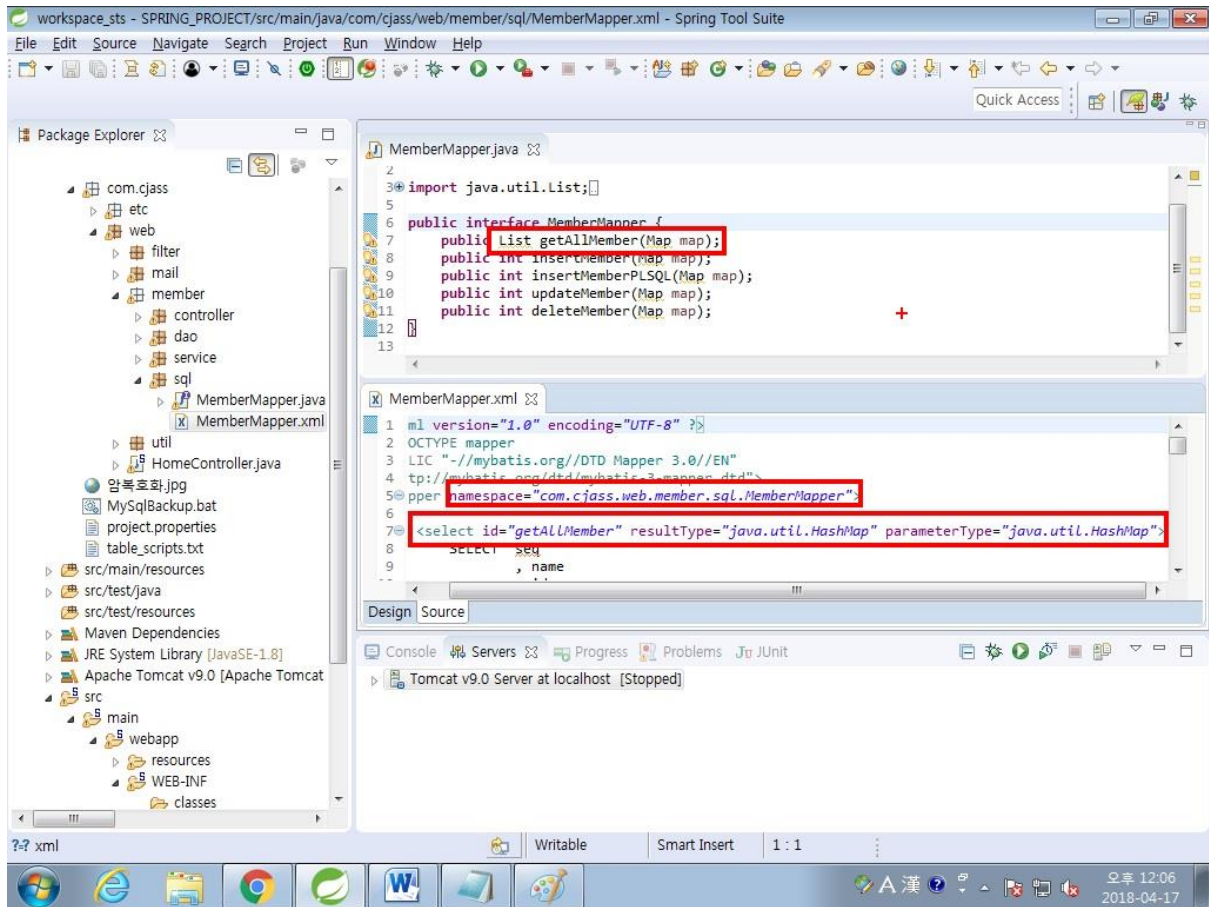 workspace_sts - SPRING_PROJECT/src/main/java/com/cjass/web/member/sql/MemberMapper.xml - Spring Tool Suite
File Edit Source Navigate Search Project Run Window Help
Quick Access
Package Explorer
com.cjass
etc
web
filter
mail
member
controller
dao
service
sql
MemberMapper.java
MemberMapper.xml
util
HomeController.java
암복호화.jpg
MySqlBackup.bat
project.properties
table_scripts.txt
src/main/resources
src/test/java
src/test/resources
Maven Dependencies
JRE System Library [JavaSE-1.8]
Apache Tomcat v9.0 [Apache Tomcat
src
main
webapp
resources
WEB-INF
classes
MemberMapper.java
2
3 import java.util.List;
5
6 public interface MemberMapper {
7 public List getAllMember(Map map);
8 public int insertMember(Map map);
9 public int insertMemberPLSQL(Map map);
10 public int updateMember(Map map);
11 public int deleteMember(Map map);
12 }
13
MemberMapper.xml
1 ml version="1.0" encoding="UTF-8" ?>
2 OCTYPE mapper
3 LIC "-//mybatis.org//DTD Mapper 3.0//EN"
4 tp://mybatis.org/dtd/mybatis-3-mapper.dtd">
5 pper namespace="com.cjass.web.member.sql.MemberMapper">
6
7 <select id="getAllMember" resultType="java.util.HashMap" parameterType="java.util.HashMap">
8 SELECT seq
9 , name
Design Source
Console Servers Progress Problems JUnit
Tomcat v9.0 Server at localhost [Stopped]
?=? xml
Writable
Smart Insert
1 : 1
A 漢
오후 12:06
2018-04-17